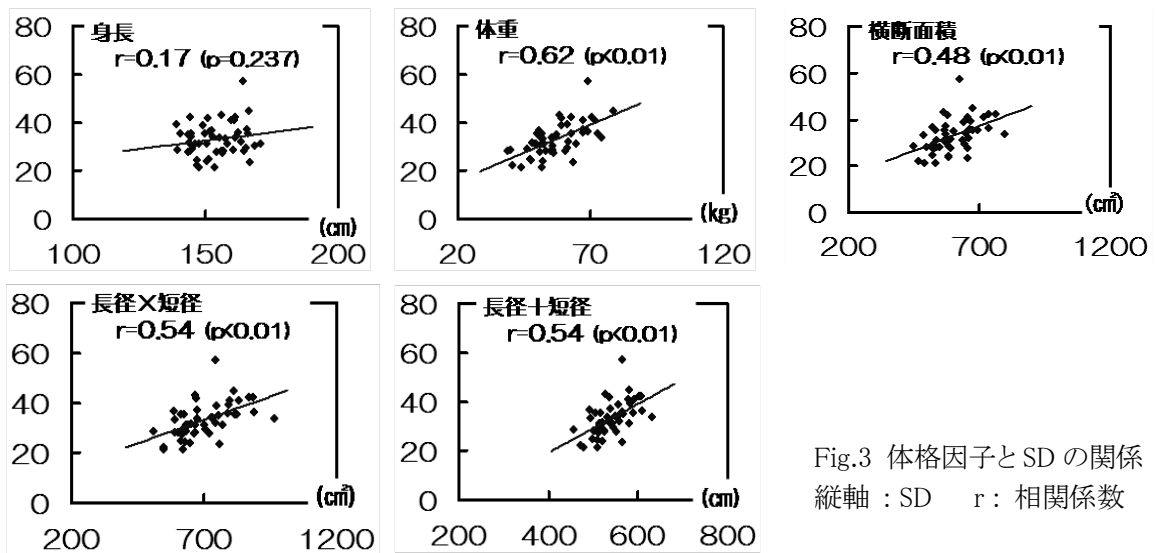 身長
r=0.17 (p=0.237)
80
60
40
20
0
(cm)
100 150 200
体重
r=0.62 (p<0.01)
80
60
40
20
0
(kg)
20 70 120
横断面積
r=0.48 (p<0.01)
80
60
40
20
0
(cm²)
200 700 1200
長径×短径
r=0.54 (p<0.01)
80
60
40
20
0
(cm²)
200 700 1200
長径+短径
r=0.54 (p<0.01)
80
60
40
20
0
(cm)
200 400 600 800
Fig.3 体格因子とSDの関係
縦軸:SD r:相関係数